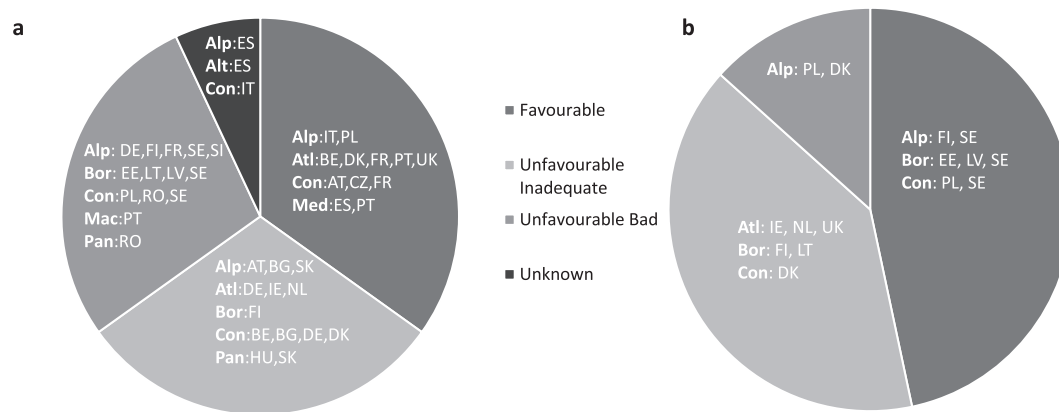 a
Alp:ES
Alt:ES
Con:IT
Alp:IT,PL
Atl:BE,DK,FR,PT,UK
Con:AT,CZ,FR
Med:ES,PT
Alp: DE,FI,FR,SE,SI
Bor: EE,LT,LV,SE
Con:PL,RO,SE
Mac:PT
Pan:RO
Alp:AT,BG,SK
Atl:DE,IE,NL
Bor:FI
Con:BE,BG,DE,DK
Pan:HU,SK
Favourable
Unfavourable
Inadequate
Unfavourable Bad
Unknown
b
Alp: PL, DK
Alp: FI, SE
Bor: EE, LV, SE
Con: PL, SE
Atl: IE, NL, UK
Bor: FI, LT
Con: DK